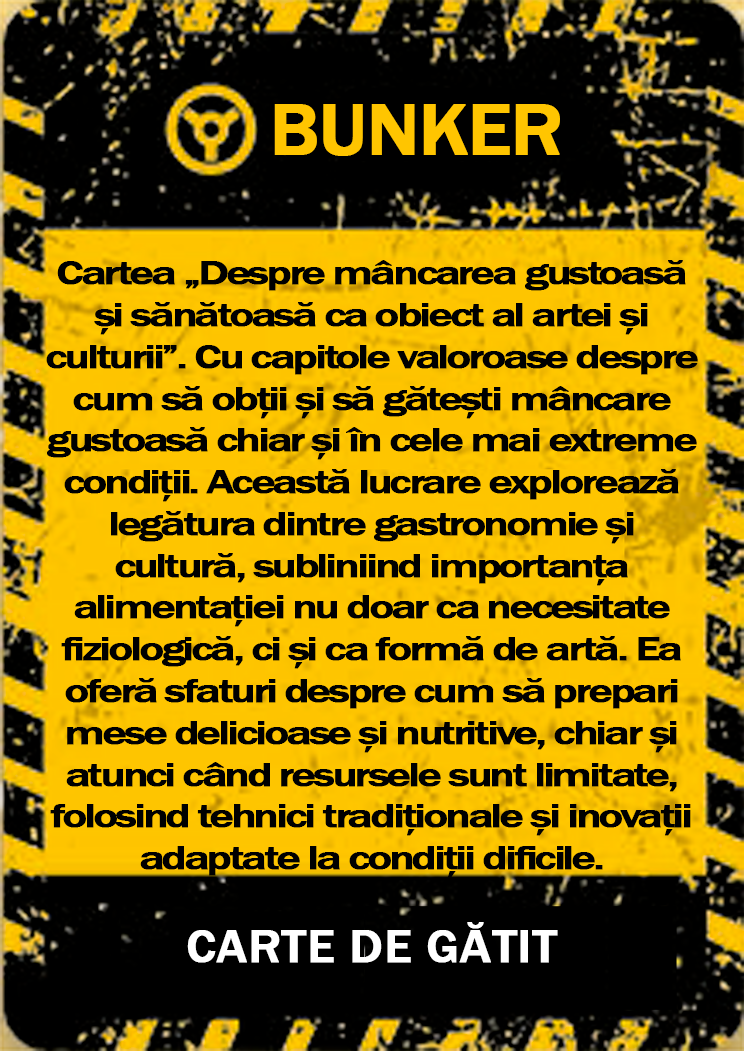 BUNKER
Cartea „Despre mâncarea gustoasă
și sănătoasă ca obiect al artei și
culturii”. Cu capitole valoroase despre
cum să obții și să gătești mâncare
gustoasă chiar și în cele mai extreme
condiții. Această lucrare explorează
legătura dintre gastronomie și
cultură, subliniind importanța
alimentației nu doar ca necesitate
fiziologică, ci și ca formă de artă. Ea
oferă sfaturi despre cum să prepari
mese delicioase și nutritive, chiar și
atunci când resursele sunt limitate,
folosind tehnici tradiționale și inovații
adaptate la condiții dificile.
CARTE DE GĂTIT